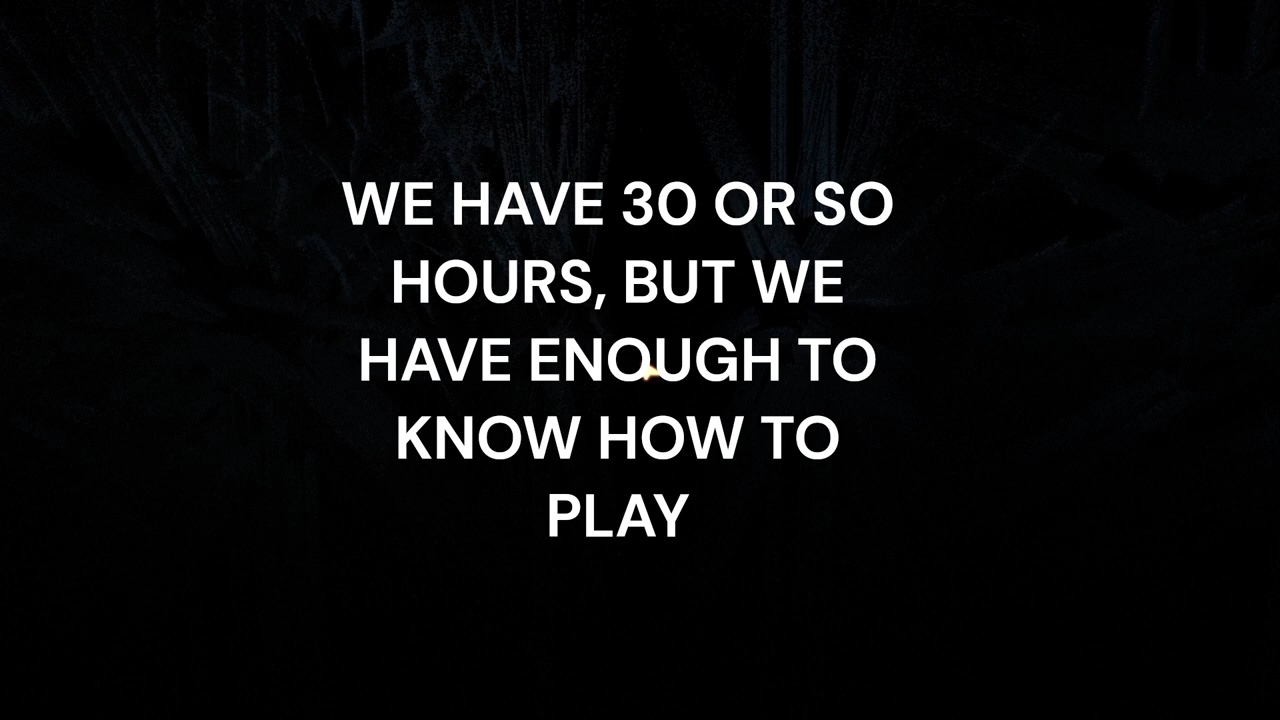 WE HAVE 30 OR SO
HOURS, BUT WE
HAVE ENOUGH TO
KNOW HOW TO
PLAY